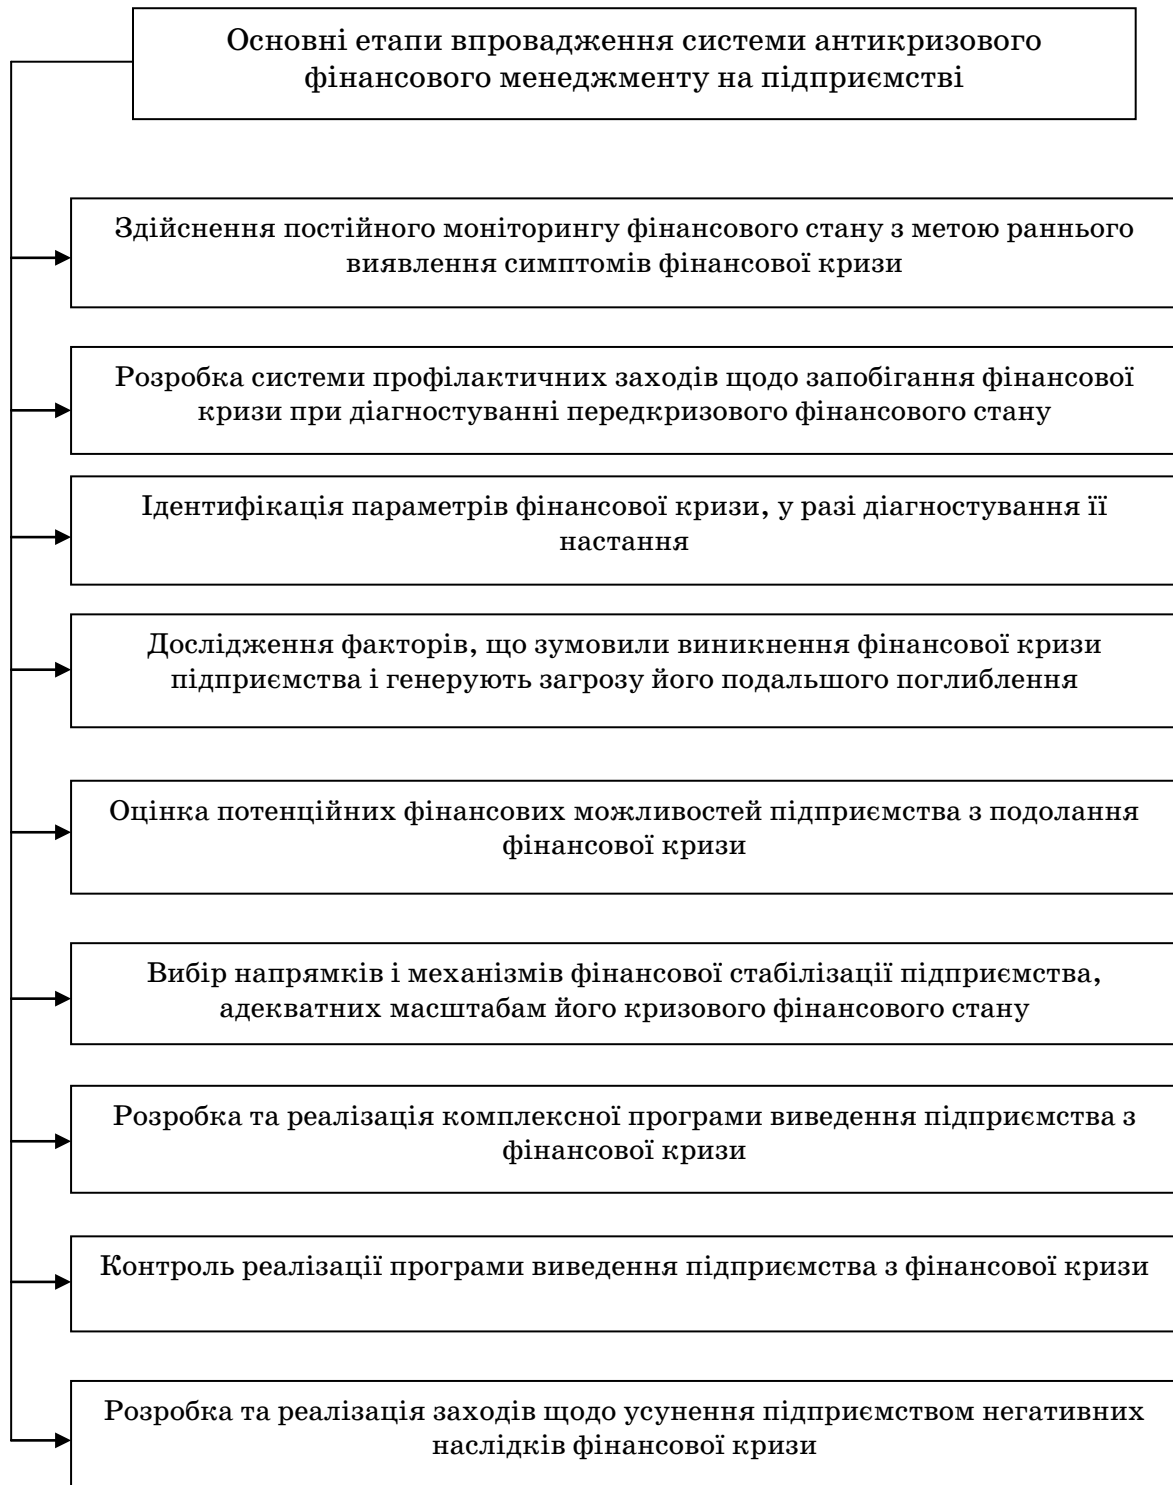 Основні етапи впровадження системи антикризового
фінансового менеджменту на підприємстві
Здійснення постійного моніторингу фінансового стану з метою раннього
виявлення симптомів фінансової кризи
Розробка системи профілактичних заходів щодо запобігання фінансової
кризи при діагностуванні передкризового фінансового стану
Ідентифікація параметрів фінансової кризи, у разі діагностування її
настання
Дослідження факторів, що зумовили виникнення фінансової кризи
підприємства і генерують загрозу його подальшого поглиблення
Оцінка потенційних фінансових можливостей підприємства з подолання
фінансової кризи
Вибір напрямків і механізмів фінансової стабілізації підприємства,
адекватних масштабам його кризового фінансового стану
Розробка та реалізація комплексної програми виведення підприємства з
фінансової кризи
Контроль реалізації програми виведення підприємства з фінансової кризи
Розробка та реалізація заходів щодо усунення підприємством негативних
наслідків фінансової кризи